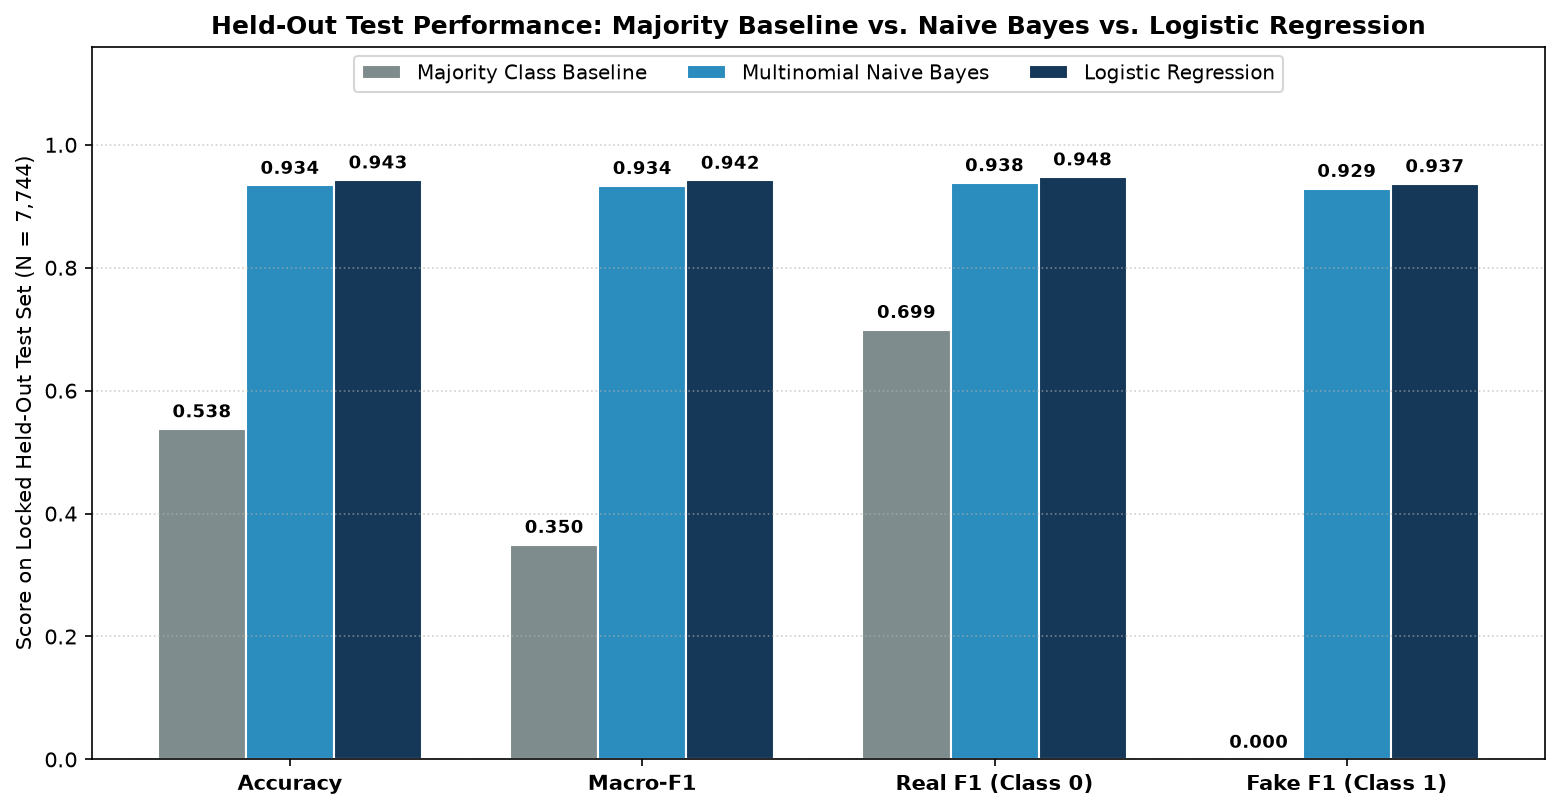 Held-Out Test Performance: Majority Baseline vs. Naive Bayes vs. Logistic Regression
Majority Class Baseline
Multinomial Naive Bayes
Logistic Regression
Score on Locked Held-Out Test Set (N = 7,744)
1.0
0.8
0.6
0.4
0.2
0.0
0.538
0.934
0.943
0.350
0.934
0.942
0.699
0.938
0.948
0.000
0.929
0.937
Accuracy
Macro-F1
Real F1 (Class 0)
Fake F1 (Class 1)